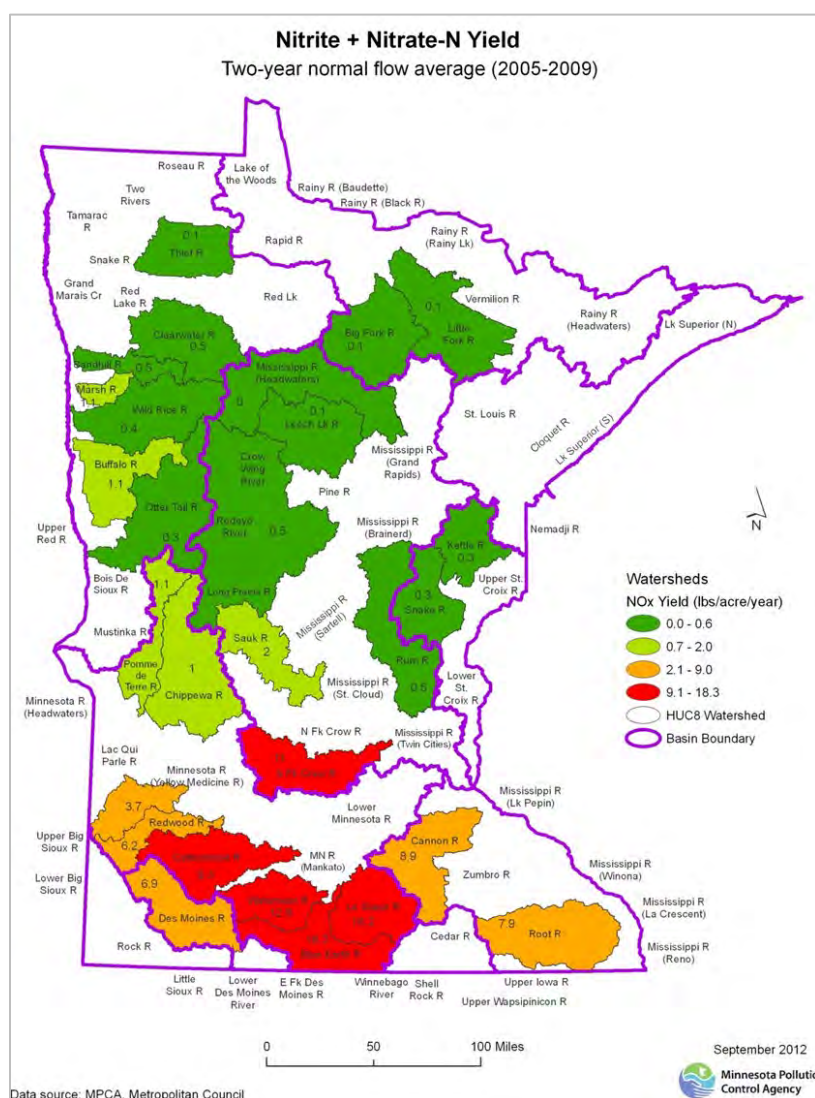 Nitrite + Nitrate-N Yield
Two-year normal flow average (2005-2009)
Roseau R
Lake of
the Woods
Two
Rivers
Rainy R (Baudette)
Rainy R (Black R)
Tamarac
R
0.1
Thief R
Rapid R
Rainy R
(Rainy Lk)
Snake R
Grand
Marais Cr
Red
Lake R
Red Lk
Vermilion R
0.1
Rainy R
(Headwaters)
Lk Superior (N)
Clearwater R
0.5
Big Fork R
0.1
Little
Fork R
Sandhill R
0.5
Mississippi R
(Headwaters)
Marsh R
1.1
Wild Rice R
0.4
0
0.1
Leech Lk R
St. Louis R
Cloquet R
Lk Superior (S)
Mississippi R
(Grand
Rapids)
Buffalo R
1.1
Crow
Wing
River
Pine R
Otter Tail R
0.3
Redeye
River
0.5
Mississippi R
(Brainerd)
Nemadji R
N
Upper
Red R
Kettle R
0.3
Bois De
Sioux R
1.1
Long Prairie R
Upper St.
Croix R
0.3
Snake R
Mustinka R
Mississippi R
(Sartell)
Sauk R
2
Rum R
0.5
Pomme
de
Terre R
1
Chippewa R
Mississippi R
(St. Cloud)
Lower
St.
Croix R
Minnesota R
(Headwaters)
N Fk Crow R
Mississippi R
(Twin Cities)
Lac Qui
Parle R
Minnesota R
(Yellow Medicine R)
Lower
Minnesota R
Mississippi R
(Lk Pepin)
3.7
Redwood R
6.2
Upper Big
Sioux R
Cannon R
8.9
MN R
(Mankato)
Zumbro R
Mississippi R
(Winona)
Lower Big
Sioux R
6.9
Des Moines R
Mississippi R
(La Crescent)
7.9
Root R
Cedar R
Mississippi R
(Reno)
Rock R
Little
Sioux R
Lower
Des Moines
River
E Fk Des
Moines R
Winnebago
River
Shell
Rock R
Upper Iowa R
Upper Wapsipinicon R
Watersheds
NOx Yield (lbs/acre/year)
0.0 - 0.6
0.7 - 2.0
2.1 - 9.0
9.1 - 18.3
HUC8 Watershed
Basin Boundary
0 50 100 Miles
September 2012
Minnesota Pollutio
Control Agency
Data source: MPCA, Metropolitan Council